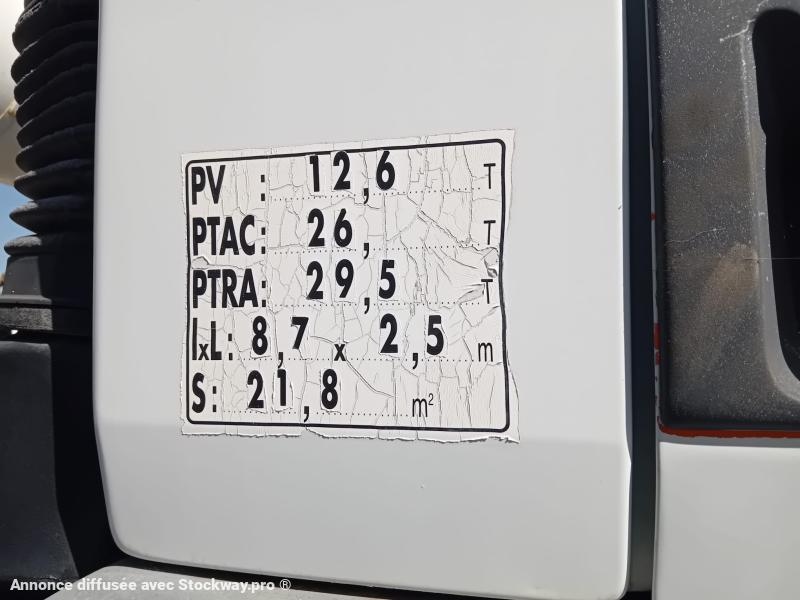 PV : 12,6 T
PTAC: 26, T
PTRA: 29,5 T
lxL: 8,7 x 2,5 m
S: 21,8 m²
Annonce diffusée avec Stockway.pro ®